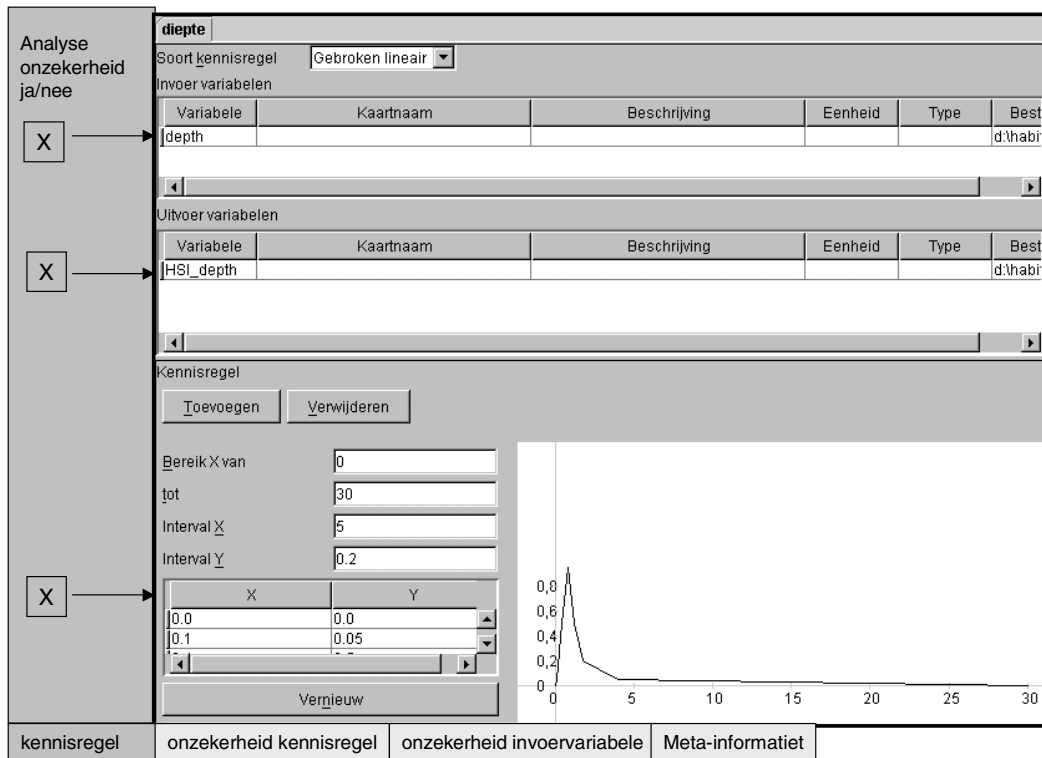 Analyse
onzekerheid
ja/nee
X
X
X
diepte
Soort kennisregel Gebroken lineair
Invoer variabelen
Variabele Kaartnaam Beschrijving Eenheid Type Best
depth d:\habi
Uitvoer variabelen
Variabele Kaartnaam Beschrijving Eenheid Type Best
HSI_depth d:\habi
Kennisregel
Toevoegen Verwijderen
Bereik X van 0
tot 30
Interval X 5
Interval Y 0.2
X Y
0.0 0.0
0.1 0.05
Vernieuw
0,8
0,6
0,4
0,2
0
0 5 10 15 20 25 30
kennisregel onzekerheid kennisregel onzekerheid invoervariabele Meta-informatiet